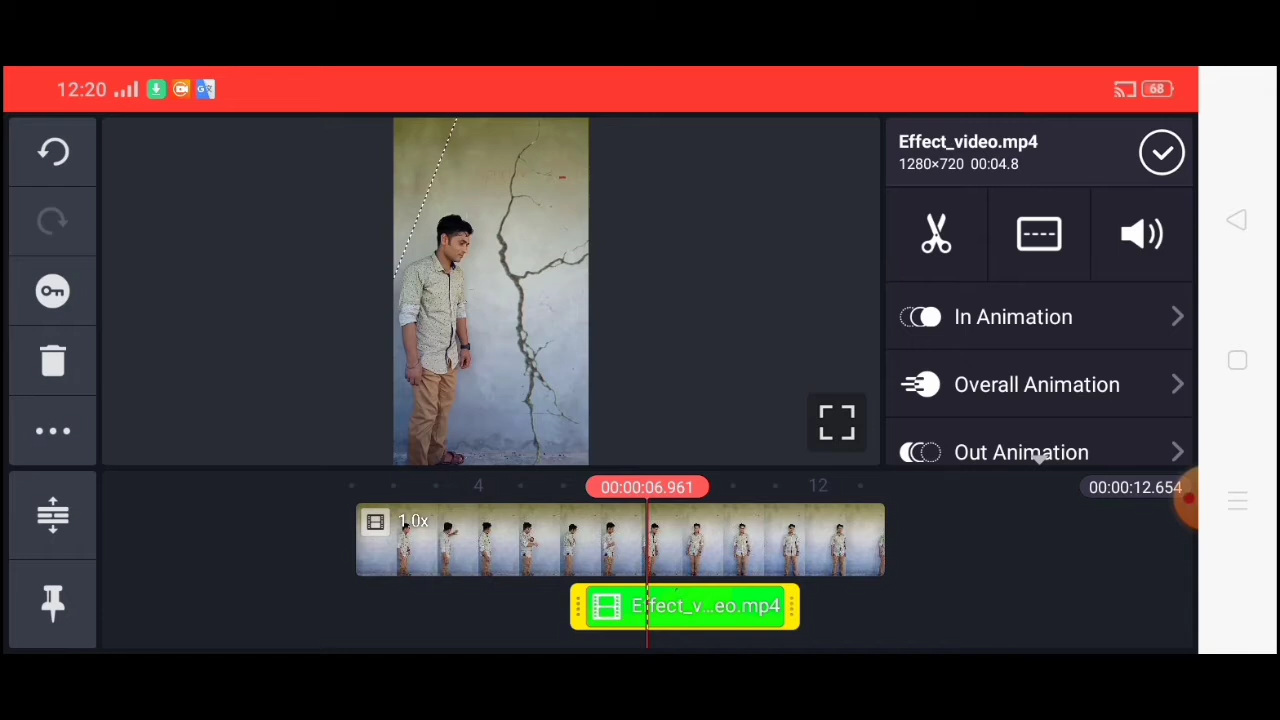 12:20
68
Effect_video.mp4
1280×720 00:04.8
In Animation
Overall Animation
Out Animation
4
00:00:06.961
12
00:00:12.654
1.0x
Effect_v...eo.mp4